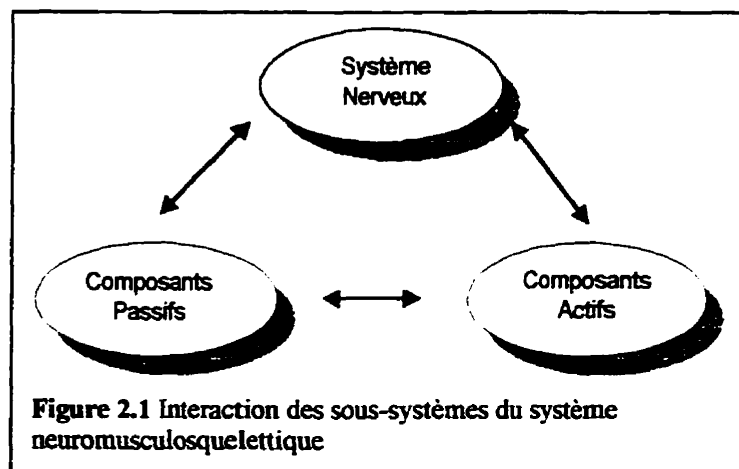 Système
Nerveux
Composants
Passifs
Composants
Actifs
Figure 2.1 Interaction des sous-systèmes du système
neuromusculosquelettique